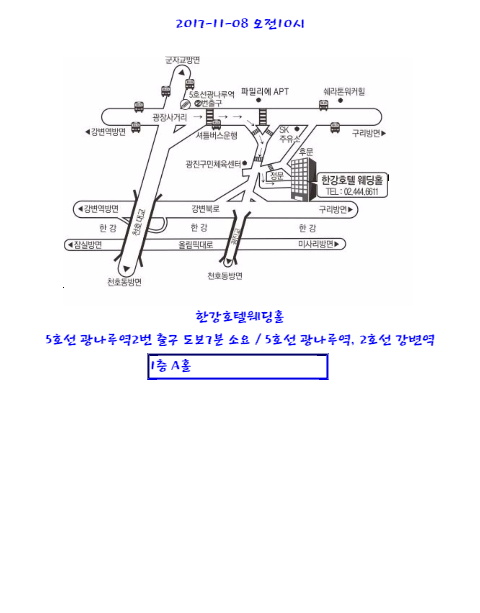 2017-11-08 오전10시
군자교방면
5호선광나루역
②번출구
파밀리에 APT
쉐라톤워커힐
광장사거리
◀강변역방면
셔틀버스운행
SK
주유소
구리방면▶
후문
광진구민체육센터
정문
한강호텔 웨딩홀
TEL : 02.444.6611
◀강변역방면
강변북로
구리방면▶
한 강
천호대교
한 강
한 강
◀잠실방면
올림픽대로
미사리방면▶
천호동방면
천호동방면
한강호텔웨딩홀
5호선 광나루역2번 출구 도보7분 소요 / 5호선 광나루역, 2호선 강변역
1층 A홀